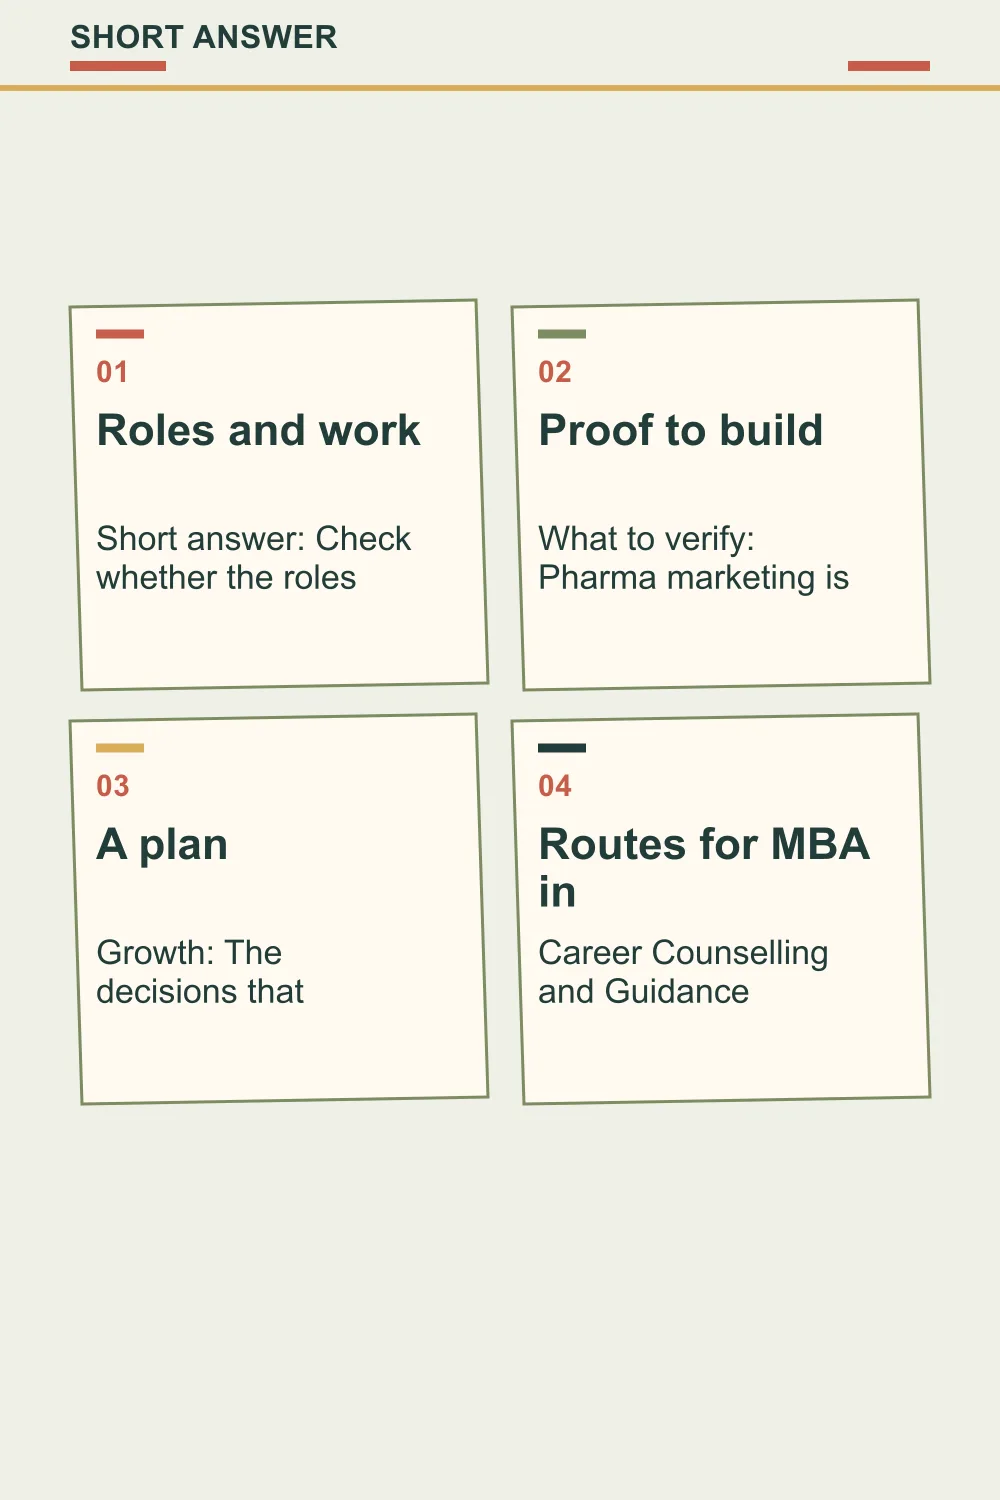 SHORT ANSWER
01
Roles and work
Short answer: Check
whether the roles
02
Proof to build
What to verify:
Pharma marketing is
03
A plan
Growth: The
decisions that
04
Routes for MBA
in
Career Counselling
and Guidance